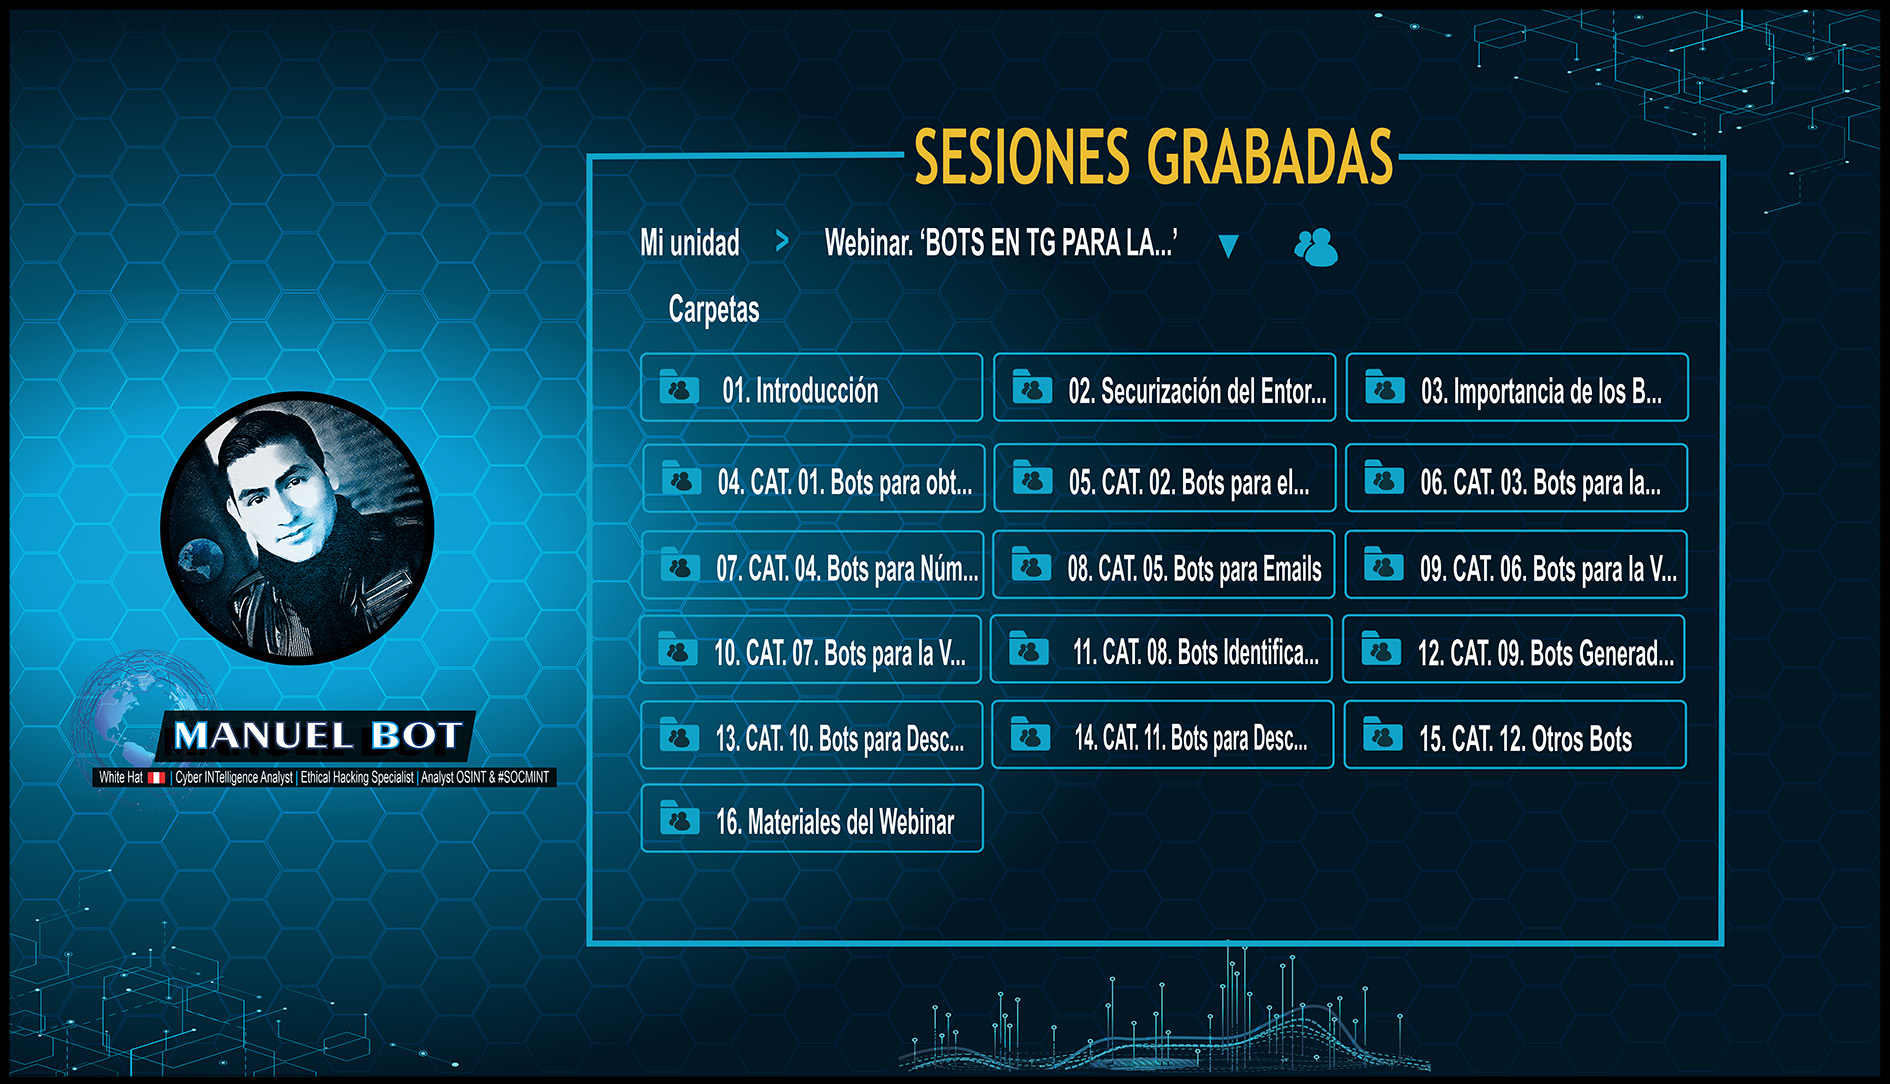 SESIONES GRABADAS
Mi unidad > Webinar. ‘BOTS EN TG PARA LA...’
Carpetas
01. Introducción
02. Securización del Entor...
03. Importancia de los B...
04. CAT. 01. Bots para obt...
05. CAT. 02. Bots para el...
06. CAT. 03. Bots para la...
07. CAT. 04. Bots para Núm...
08. CAT. 05. Bots para Emails
09. CAT. 06. Bots para la V...
10. CAT. 07. Bots para la V...
11. CAT. 08. Bots Identifica...
12. CAT. 09. Bots Generad...
13. CAT. 10. Bots para Desc...
14. CAT. 11. Bots para Desc...
15. CAT. 12. Otros Bots
16. Materiales del Webinar
MANUEL BOT
White Hat | Cyber INTelligence Analyst | Ethical Hacking Specialist | Analyst OSINT & #SOCMINT